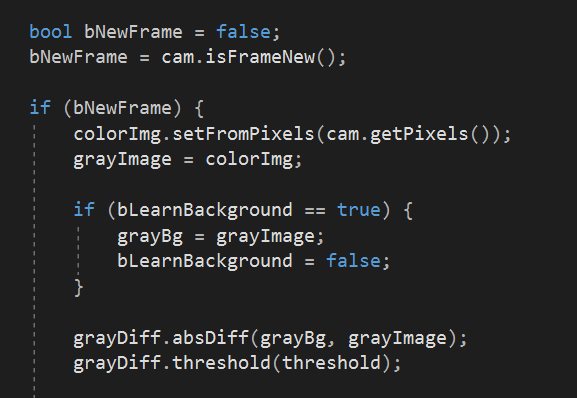 bool bNewFrame = false;
bNewFrame = cam.isFrameNew();
if (bNewFrame) {
colorImg.setFromPixels(cam.getPixels());
grayImage = colorImg;
if (bLearnBackground == true) {
grayBg = grayImage;
bLearnBackground = false;
}
grayDiff.absDiff(grayBg, grayImage);
grayDiff.threshold(threshold);